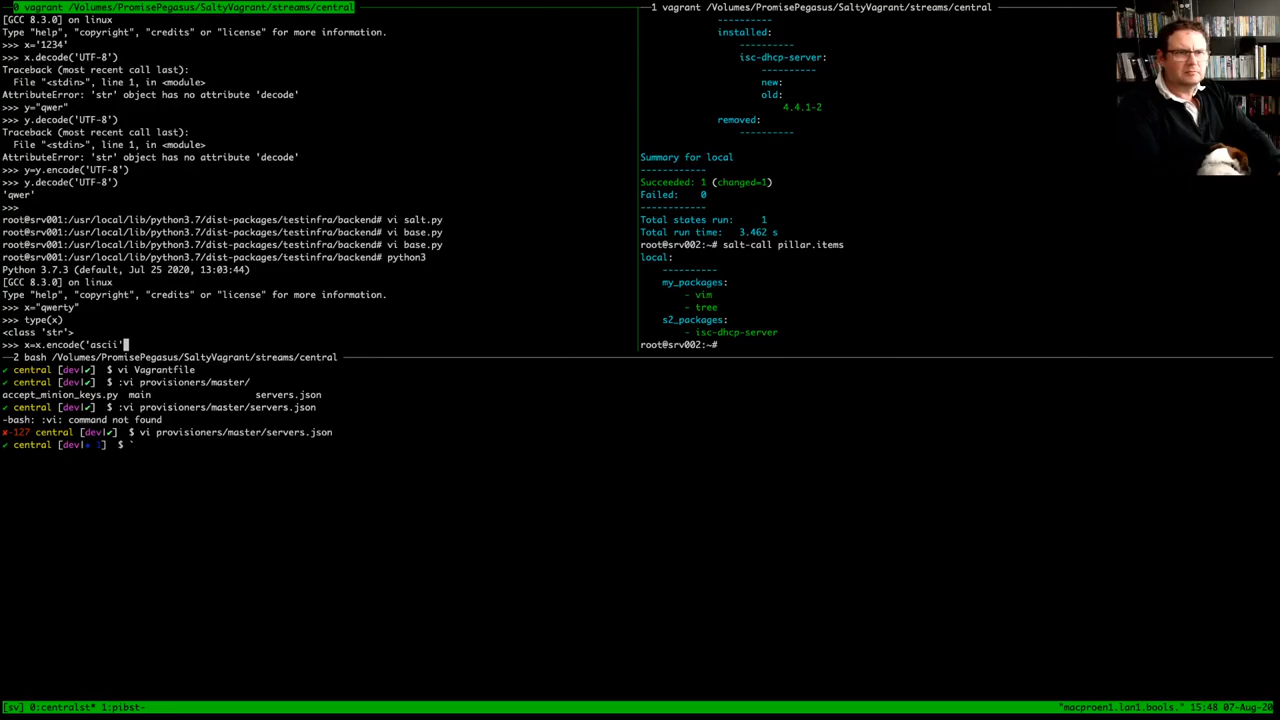 0 vagrant /Volumes/PromisePegasus/SaltyVagrant/streams/central
[GCC 8.3.0] on linux
Type "help", "copyright", "credits" or "license" for more information.
>>> x='1234'
>>> x.decode('UTF-8')
Traceback (most recent call last):
  File "<stdin>", line 1, in <module>
AttributeError: 'str' object has no attribute 'decode'
>>> y="qwer"
>>> y.decode('UTF-8')
Traceback (most recent call last):
  File "<stdin>", line 1, in <module>
AttributeError: 'str' object has no attribute 'decode'
>>> y=y.encode('UTF-8')
>>> y.decode('UTF-8')
'qwer'
>>>
root@srv001:/usr/local/lib/python3.7/dist-packages/testinfra/backend# vi salt.py
root@srv001:/usr/local/lib/python3.7/dist-packages/testinfra/backend# vi base.py
root@srv001:/usr/local/lib/python3.7/dist-packages/testinfra/backend# vi base.py
root@srv001:/usr/local/lib/python3.7/dist-packages/testinfra/backend# python3
Python 3.7.3 (default, Jul 25 2020, 13:03:44)
[GCC 8.3.0] on linux
Type "help", "copyright", "credits" or "license" for more information.
>>> x="qwerty"
>>> type(x)
<class 'str'>
>>> x=x.encode('ascii'
1 vagrant /Volumes/PromisePegasus/SaltyVagrant/streams/central
----------
installed:
----------
isc-dhcp-server:
----------
new:
old:
4.4.1-2
removed:
----------
Summary for local
------------
Succeeded: 1 (changed=1)
Failed:    0
------------
Total states run:     1
Total run time:   3.462 s
root@srv002:~# salt-call pillar.items
local:
----------
my_packages:
- vim
- tree
s2_packages:
- isc-dhcp-server
root@srv002:~#
2 bash /Volumes/PromisePegasus/SaltyVagrant/streams/central
✔ central [dev|✔]  $ vi Vagrantfile
✔ central [dev|✔]  $ :vi provisioners/master/
accept_minion_keys.py  main                   servers.json
✔ central [dev|✔]  $ :vi provisioners/master/servers.json
-bash: :vi: command not found
✘-127 central [dev|✔]  $ vi provisioners/master/servers.json
✔ central [dev|✚ 1]  $ `
[sv] 0:centralst* 1:pibst-
"macproen1.lan1.bools." 15:48 07-Aug-20